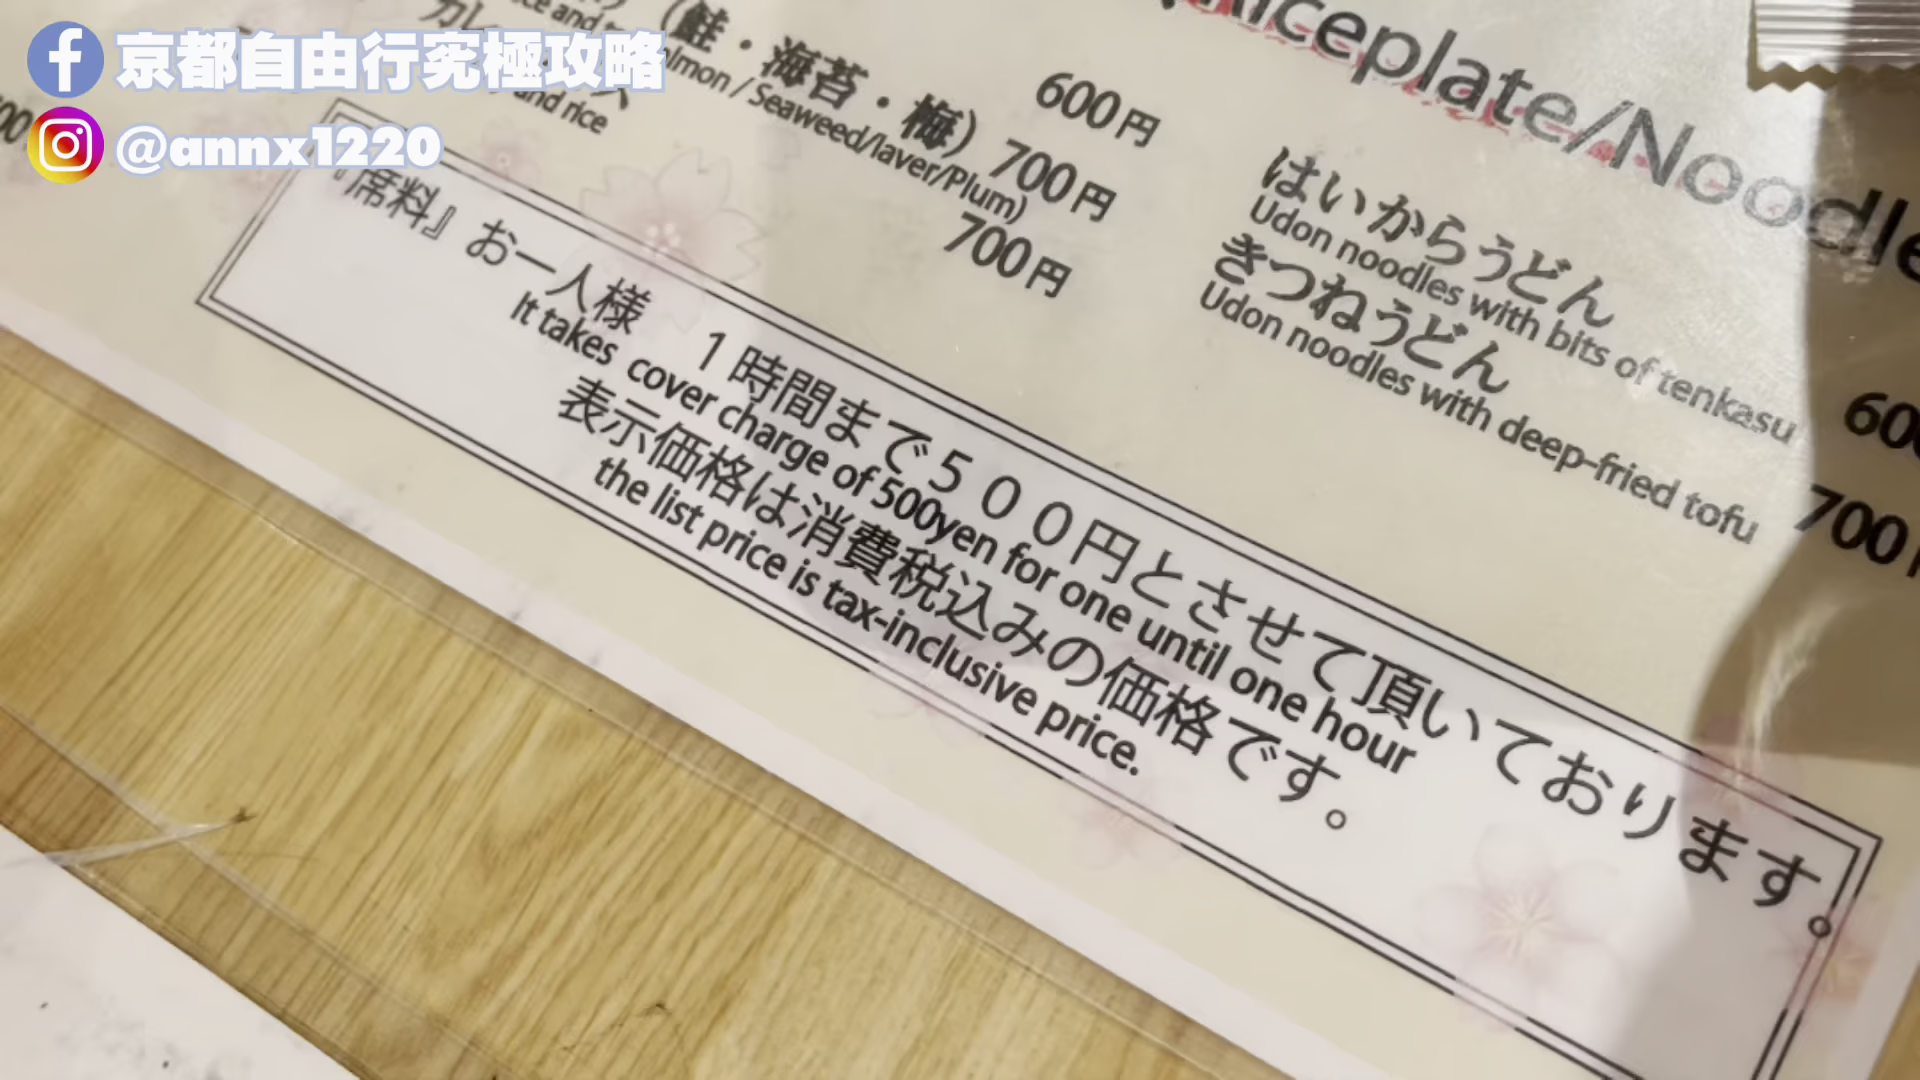 京都自由行究極攻略
@annx1220
Riceplate/Noodle
600円
(鮭・海苔・梅) 700円
Salmon / Seaweed/laver/Plum)
700円
and rice
はいからうどん
Udon noodles with bits of tenkasu
きつねうどん
700
Udon noodles with deep-fried tofu
『席料』お一人様 1時間まで500円とさせて頂いております。
It takes cover charge of 500yen for one until one hour
表示価格は消費税込みの価格です。
the list price is tax-inclusive price.